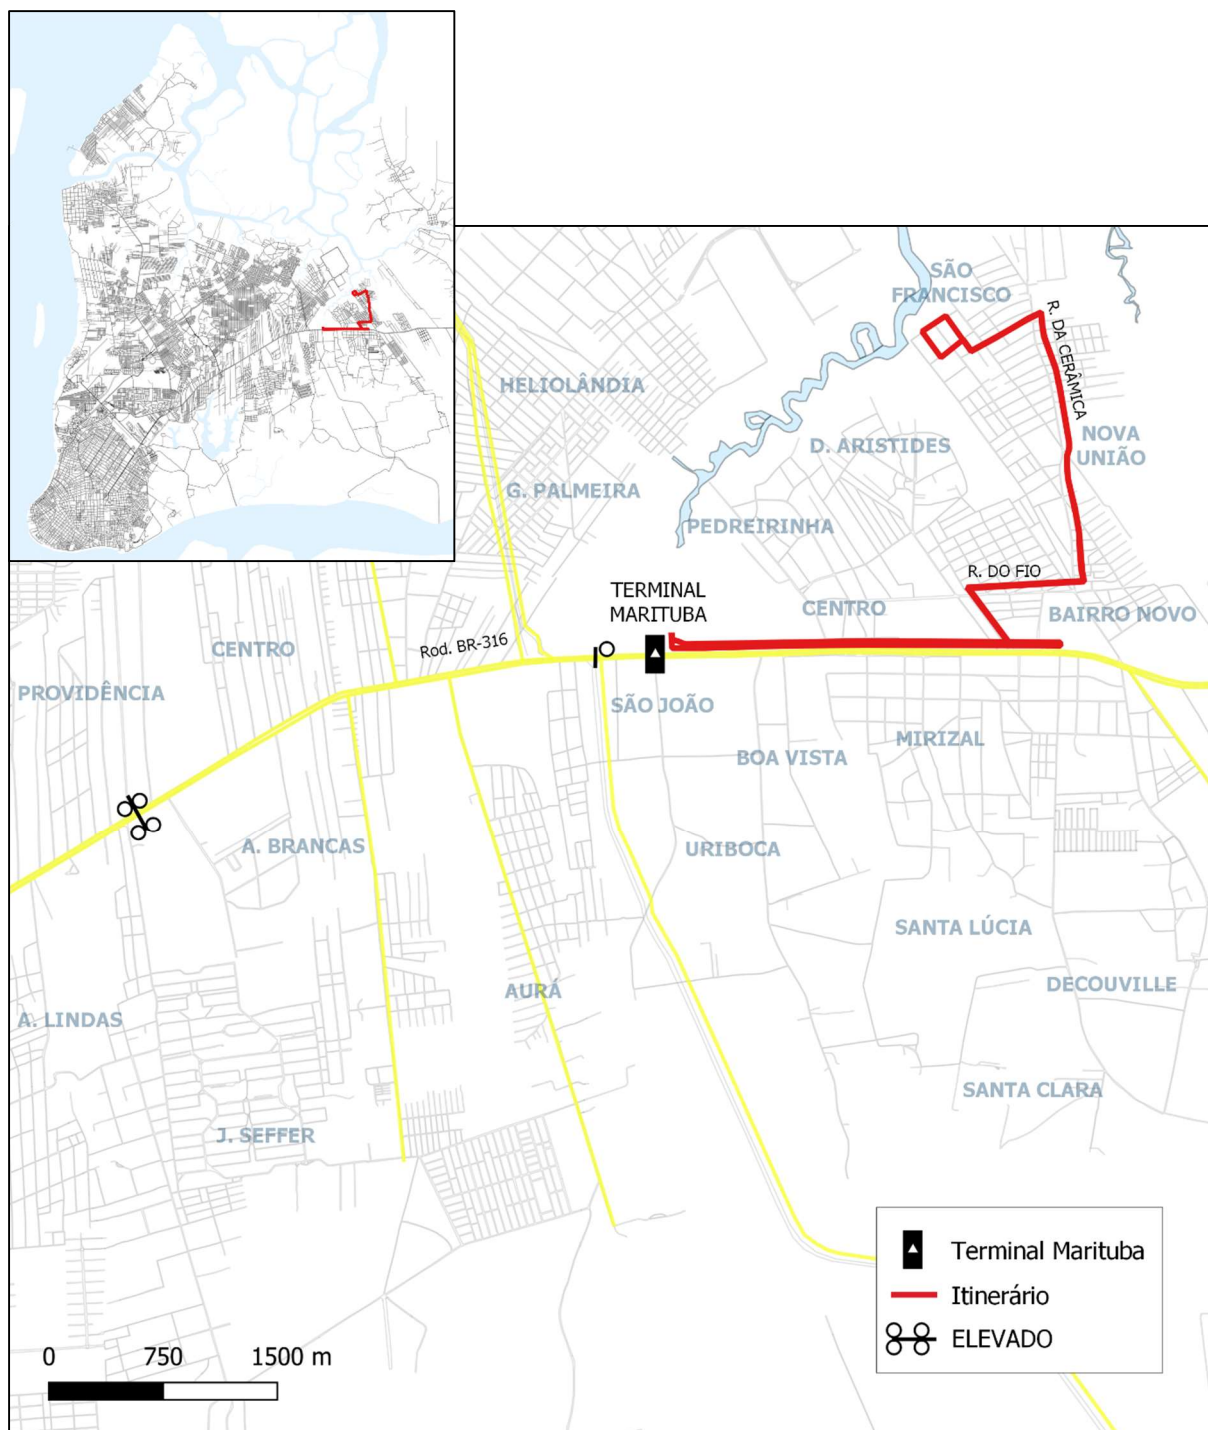 SÃO
FRANCISCO
R. DA CERÂMICA
HELIOLÂNDIA
NOVA
UNIÃO
D. ARISTIDES
G. PALMEIRA
PEDREIRINHA
R. DO FIO
TERMINAL
MARITUBA
CENTRO
BAIRRO NOVO
CENTRO
Rod. BR-316
PROVIDÊNCIA
SÃO JOÃO
MIRIZAL
BOA VISTA
A. BRANCAS
URIBOCA
SANTA LÚCIA
DECOUVILLE
AURÁ
A. LINDAS
SANTA CLARA
J. SEFFER
Terminal Marituba
Itinerário
ELEVADO
0 750 1500 m